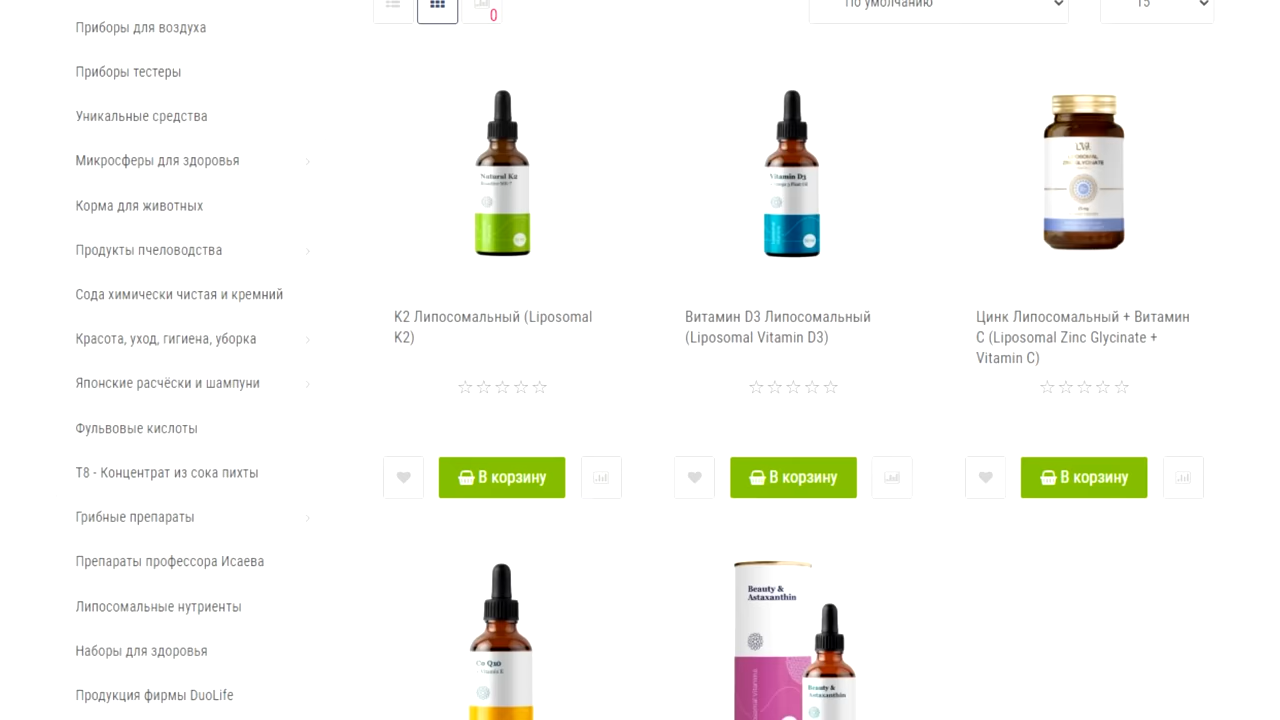 0
По умолчанию
15
Приборы для воздуха
Приборы тестеры
Уникальные средства
Микросферы для здоровья
Корма для животных
Продукты пчеловодства
Сода химически чистая и кремний
Красота, уход, гигиена, уборка
Японские расчёски и шампуни
Фульвовые кислоты
Т8 - Концентрат из сока пихты
Грибные препараты
Препараты профессора Исаева
Липосомальные нутриенты
Наборы для здоровья
Продукция фирмы DuoLife
Natural K2
Vitamin D3
К2 Липосомальный (Liposomal
K2)
Витамин D3 Липосомальный
(Liposomal Vitamin D3)
Цинк Липосомальный + Витамин
C (Liposomal Zinc Glycinate +
Vitamin C)
В корзину
В корзину
В корзину
Co Q10
Beauty &
Astaxanthin
Beauty &
Astaxanthin